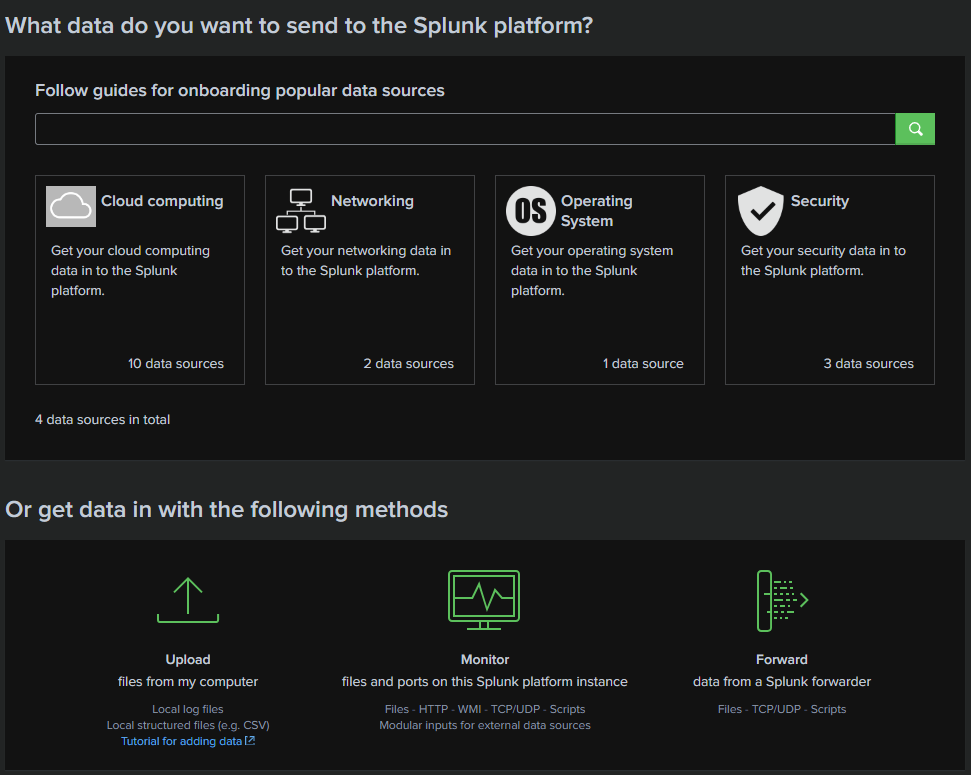 What data do you want to send to the Splunk platform?
Follow guides for onboarding popular data sources
Cloud computing
Get your cloud computing
data in to the Splunk
platform.
10 data sources
Networking
Get your networking data in
to the Splunk platform.
2 data sources
OS
Operating
System
Get your operating system
data in to the Splunk
platform.
1 data source
Security
Get your security data in to
the Splunk platform.
3 data sources
4 data sources in total
Or get data in with the following methods
Upload
files from my computer
Local log files
Local structured files (e.g. CSV)
Tutorial for adding data
Monitor
files and ports on this Splunk platform instance
Files - HTTP - WMI - TCP/UDP - Scripts
Modular inputs for external data sources
Forward
data from a Splunk forwarder
Files - TCP/UDP - Scripts